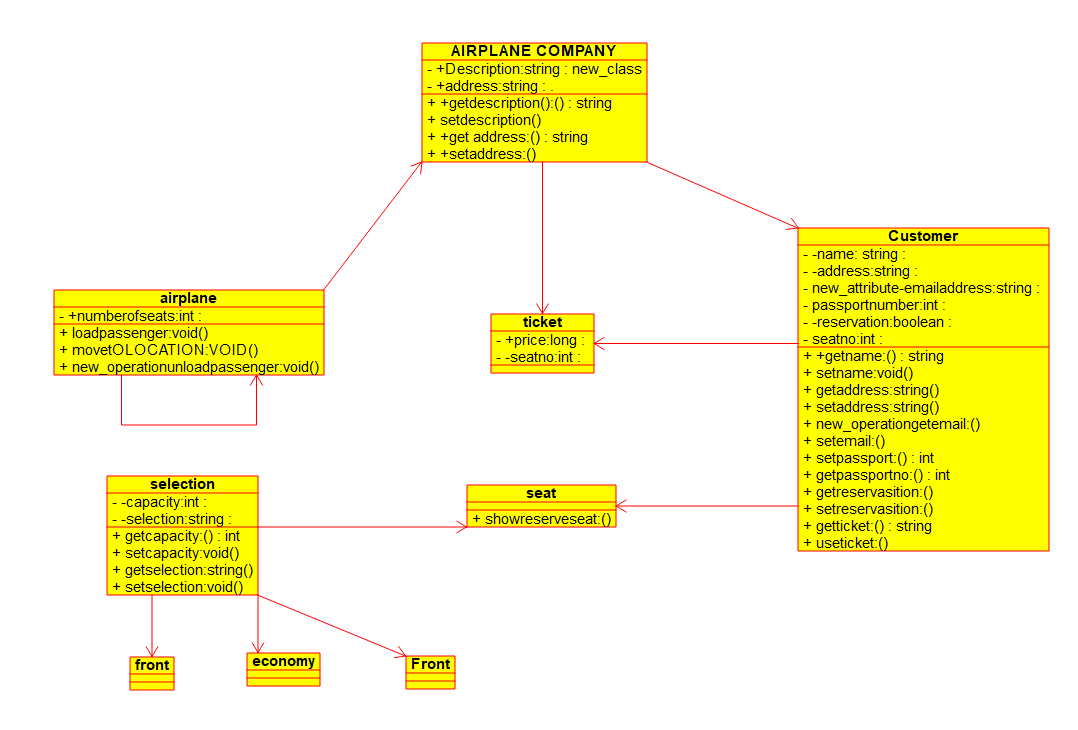 AIRPLANE COMPANY
- +Description:string : new_class
- +address:string : .
+ +getdescription():() : string
+ setdescription()
+ +get address:() : string
+ +setaddress:()
Customer
- -name: string :
- -address:string :
- new_attribute-emailaddress:string :
- passportnumber:int :
- -reservation:boolean :
- seatno:int :
+ +getname:() : string
+ setname:void()
+ getaddress:string()
+ setaddress:string()
+ new_operationgetemail:()
+ setemail:()
+ setpassport:() : int
+ getpassportno:() : int
+ getreservasition:()
+ setreservasition:()
+ getticket:() : string
+ useticket:()
airplane
- +numberofseats:int :
+ loadpassenger:void()
+ movetOLOCATION:VOID()
+ new_operationunloadpassenger:void()
ticket
- +price:long :
- -seatno:int :
selection
- -capacity:int :
- -selection:string :
+ getcapacity:() : int
+ setcapacity:void()
+ getselection:string()
+ setselection:void()
seat
+ showreserveseat:()
front
economy
Front